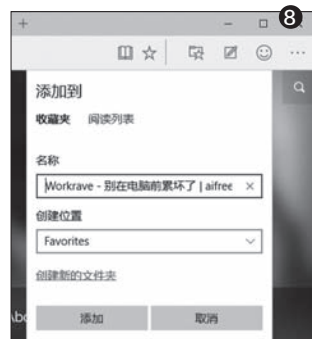 8
添加到
收藏夹 阅读列表
名称
Workrave - 别在电脑前累坏了 | aifree
创建位置
Favorites
创建新的文件夹
添加 取消